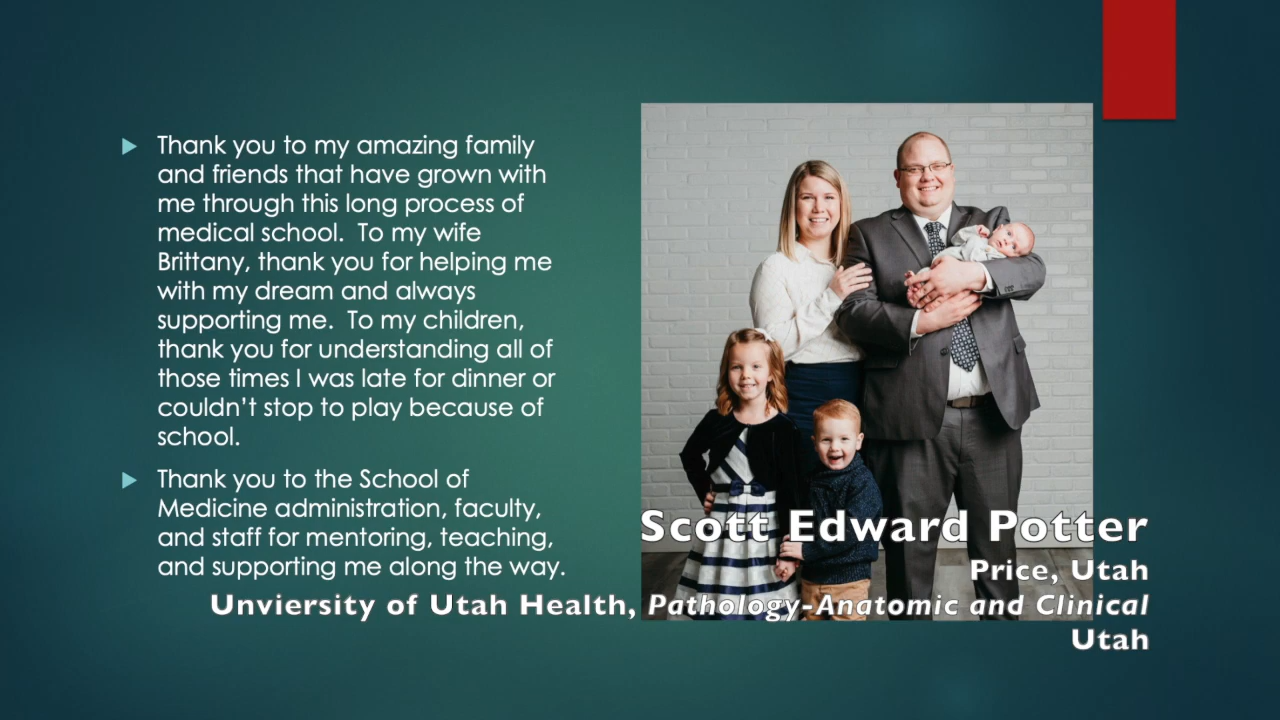 Thank you to my amazing family
and friends that have grown with
me through this long process of
medical school.  To my wife
Brittany, thank you for helping me
with my dream and always
supporting me.  To my children,
thank you for understanding all of
those times I was late for dinner or
couldn’t stop to play because of
school.
Thank you to the School of
Medicine administration, faculty,
and staff for mentoring, teaching,
and supporting me along the way.
Scott Edward Potter
Price, Utah
Unviersity of Utah Health, Pathology-Anatomic and Clinical
Utah